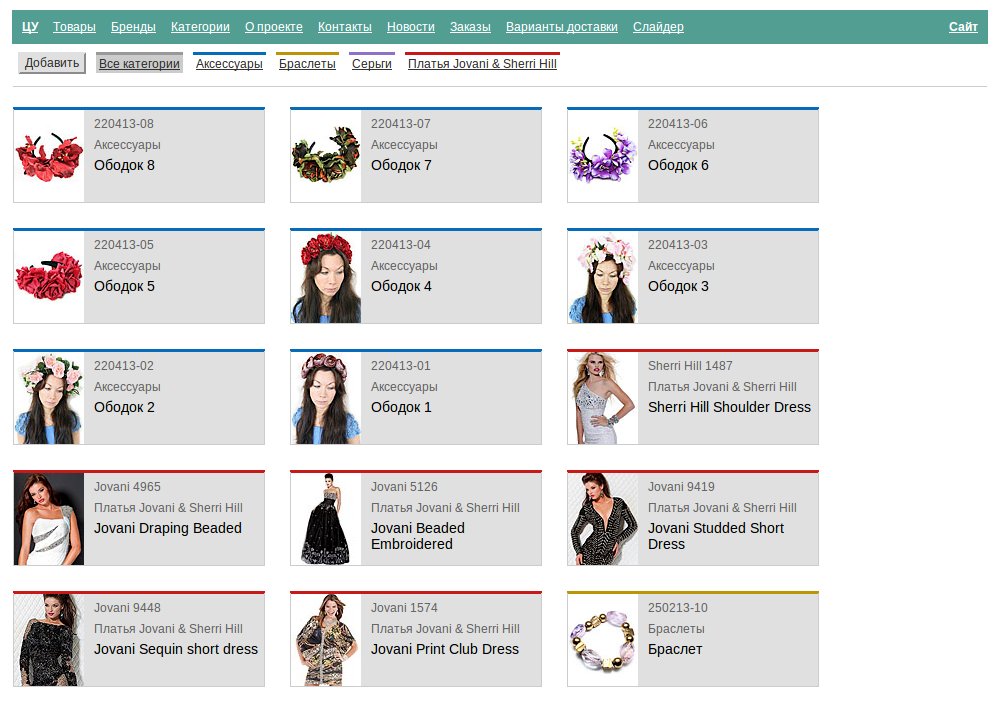 ЦУ Товары Бренды Категории О проекте Контакты Новости Заказы Варианты доставки Слайдер Сайт
Добавить Все категории Аксессуары Браслеты Серьги Платья Jovani & Sherri Hill
220413-08
Аксессуары
Ободок 8
220413-07
Аксессуары
Ободок 7
220413-06
Аксессуары
Ободок 6
220413-05
Аксессуары
Ободок 5
220413-04
Аксессуары
Ободок 4
220413-03
Аксессуары
Ободок 3
220413-02
Аксессуары
Ободок 2
220413-01
Аксессуары
Ободок 1
Sherri Hill 1487
Платья Jovani & Sherri Hill
Sherri Hill Shoulder Dress
Jovani 4965
Платья Jovani & Sherri Hill
Jovani Draping Beaded
Jovani 5126
Платья Jovani & Sherri Hill
Jovani Beaded
Embroidered
Jovani 9419
Платья Jovani & Sherri Hill
Jovani Studded Short
Dress
Jovani 9448
Платья Jovani & Sherri Hill
Jovani Sequin short dress
Jovani 1574
Платья Jovani & Sherri Hill
Jovani Print Club Dress
250213-10
Браслеты
Браслет